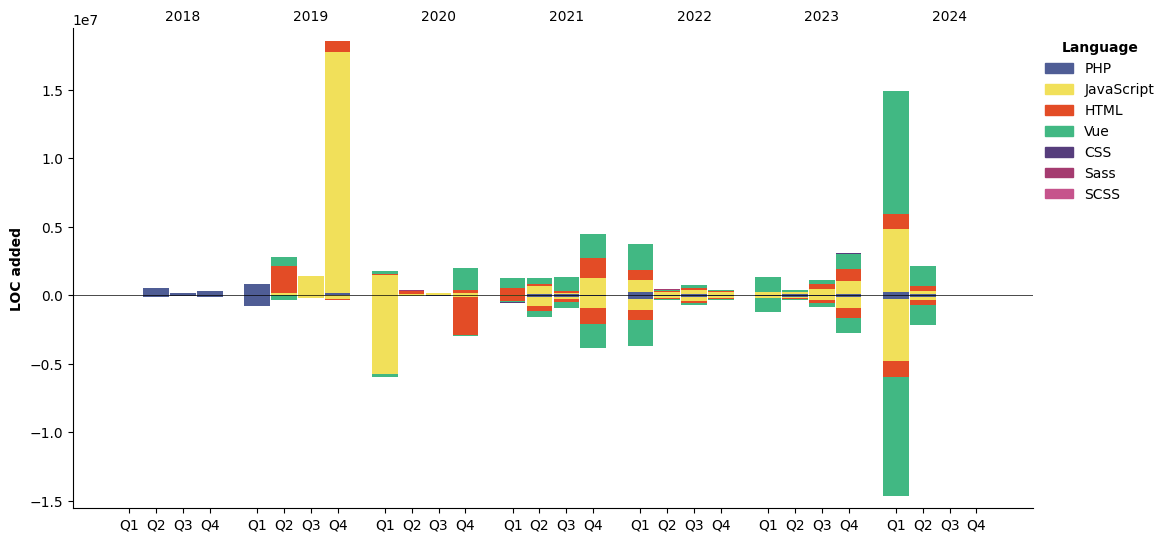 1e7
2018 2019 2020 2021 2022 2023 2024
Language
PHP
JavaScript
HTML
Vue
CSS
Sass
SCSS
LOC added
1.5
1.0
0.5
0.0
−0.5
−1.0
−1.5
Q1 Q2 Q3 Q4 Q1 Q2 Q3 Q4 Q1 Q2 Q3 Q4 Q1 Q2 Q3 Q4 Q1 Q2 Q3 Q4 Q1 Q2 Q3 Q4 Q1 Q2 Q3 Q4